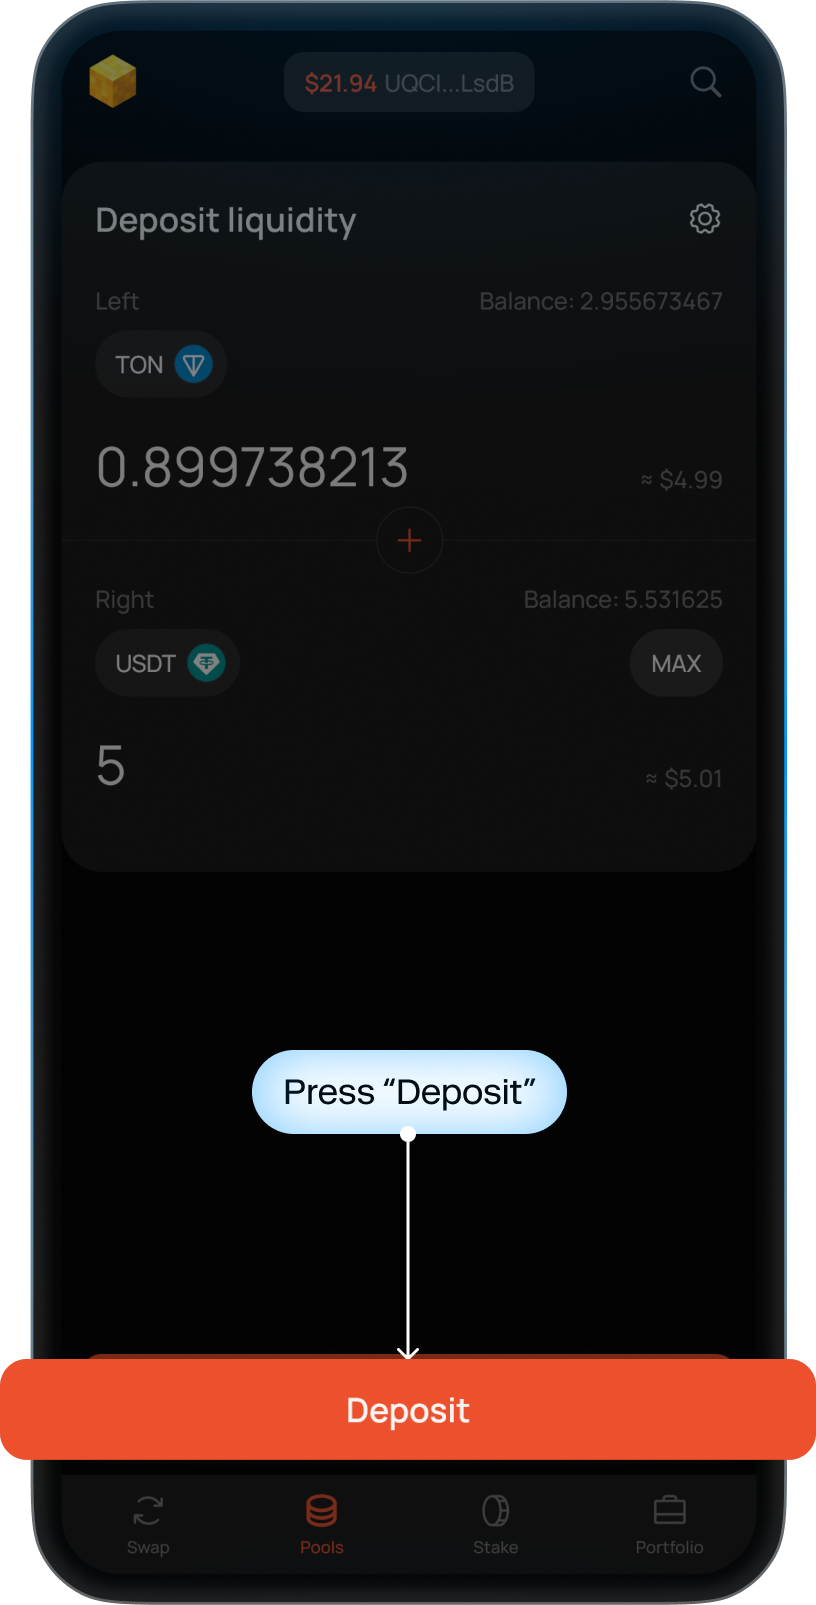 $21.94 UQCI...LsdB
Deposit liquidity
Left Balance: 2.955673467
TON
0.899738213 ≈ $4.99
Right Balance: 5.531625
USDT MAX
5 ≈ $5.01
Press “Deposit”
Deposit
Swap Pools Stake Portfolio